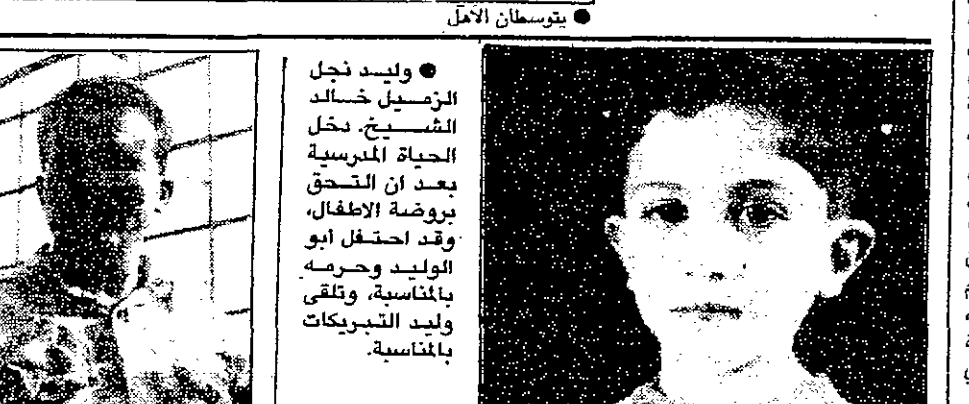 ● يتوسطان الأهل
● وليد نجل
الزميل خالد
الشيخ، دخل
الحياة المدرسية
بعد ان التحق
بروضة الاطفال،
وقد احتفل أبو
الوليد وحرمه
بالمناسبة، وتلقى
وليد التبريكات
بالمناسبة.